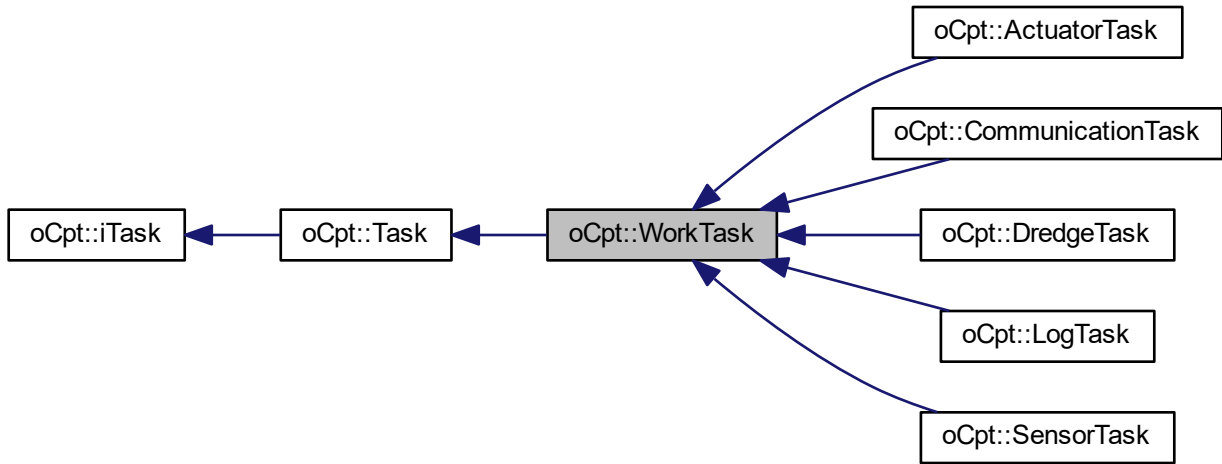 oCpt::iTask
oCpt::Task
oCpt::WorkTask
oCpt::ActuatorTask
oCpt::CommunicationTask
oCpt::DredgeTask
oCpt::LogTask
oCpt::SensorTask